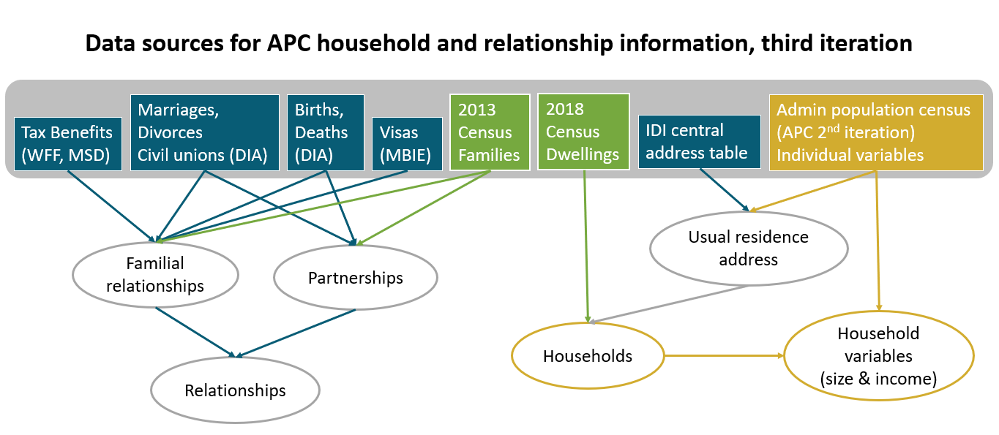 Data sources for APC household and relationship information, third iteration
Tax Benefits
(WFF, MSD)
Marriages,
Divorces
Civil unions (DIA)
Births,
Deaths
(DIA)
Visas
(MBIE)
2013
Census
Families
2018
Census
Dwellings
IDI central
address table
Admin population census
(APC 2nd iteration)
Individual variables
Familial
relationships
Partnerships
Usual residence
address
Relationships
Households
Household
variables
(size & income)